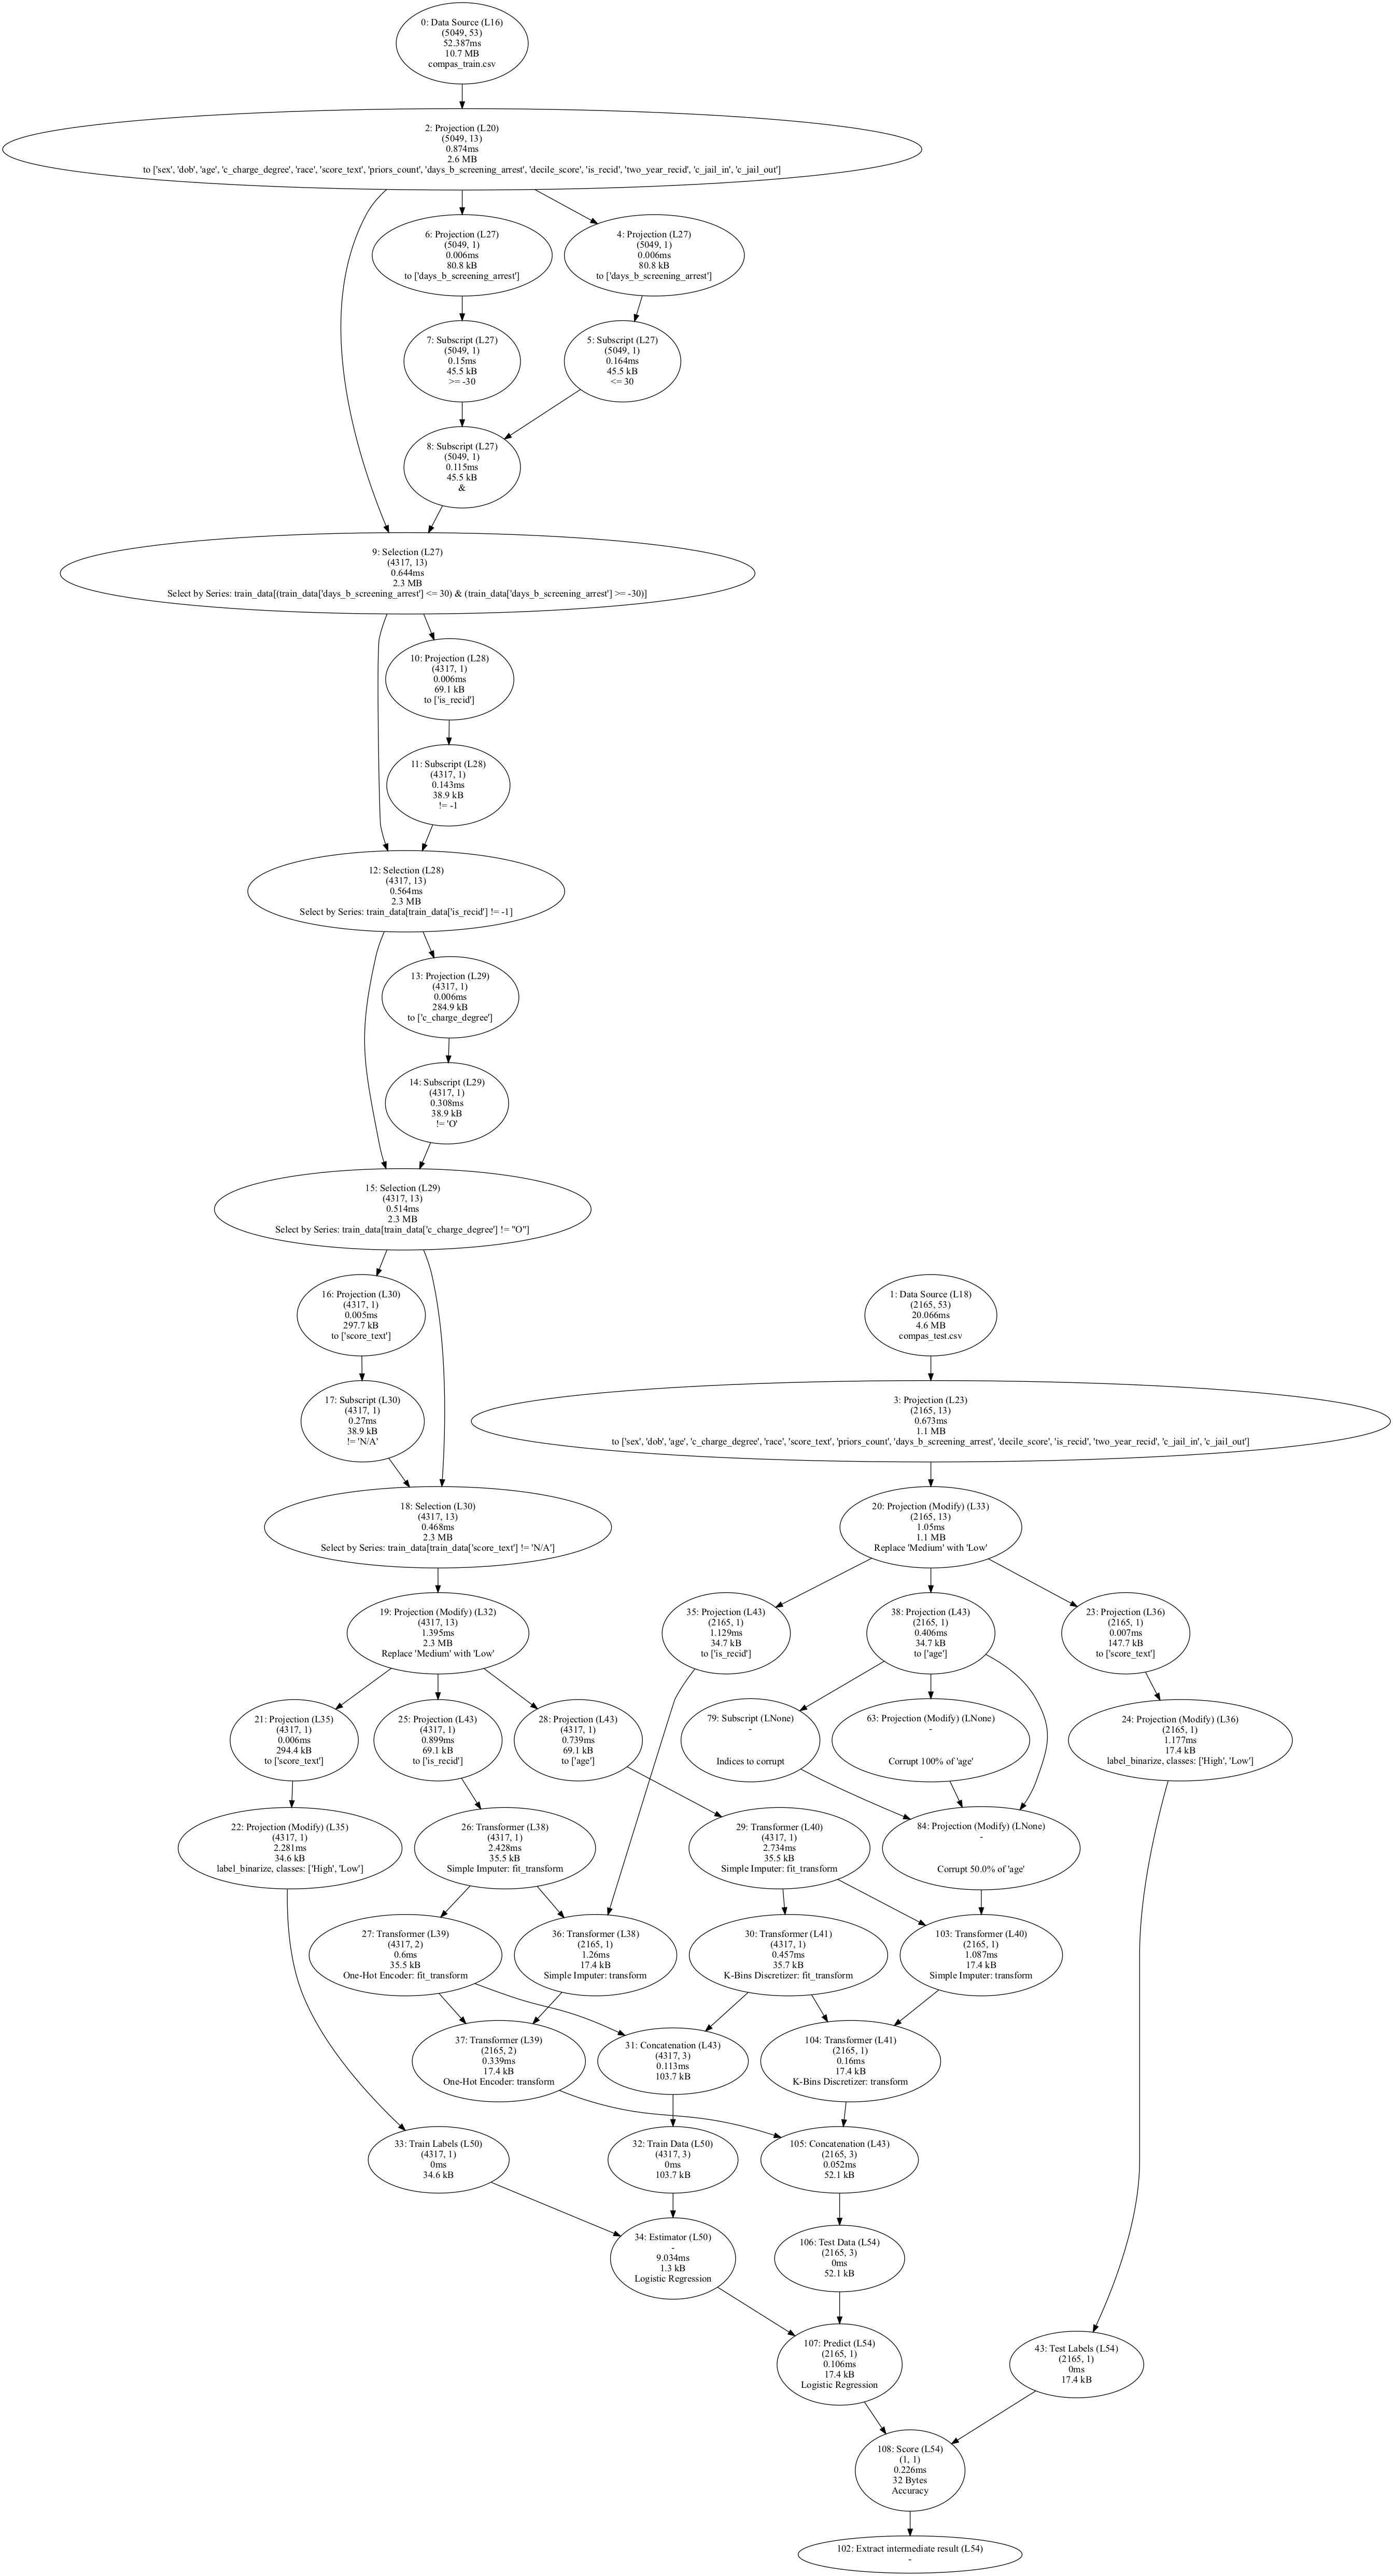 0: Data Source (L16)
(5049, 53)
52.387ms
10.7 MB
compas_train.csv
2: Projection (L20)
(5049, 13)
0.874ms
2.6 MB
to ['sex', 'dob', 'age', 'c_charge_degree', 'race', 'score_text', 'priors_count', 'days_b_screening_arrest', 'decile_score', 'is_recid', 'two_year_recid', 'c_jail_in', 'c_jail_out']
6: Projection (L27)
(5049, 1)
0.006ms
80.8 kB
to ['days_b_screening_arrest']
4: Projection (L27)
(5049, 1)
0.006ms
80.8 kB
to ['days_b_screening_arrest']
7: Subscript (L27)
(5049, 1)
0.15ms
45.5 kB
>= -30
5: Subscript (L27)
(5049, 1)
0.164ms
45.5 kB
<= 30
8: Subscript (L27)
(5049, 1)
0.115ms
45.5 kB
&
9: Selection (L27)
(4317, 13)
0.644ms
2.3 MB
Select by Series: train_data[(train_data['days_b_screening_arrest'] <= 30) & (train_data['days_b_screening_arrest'] >= -30)]
10: Projection (L28)
(4317, 1)
0.006ms
69.1 kB
to ['is_recid']
11: Subscript (L28)
(4317, 1)
0.143ms
38.9 kB
!= -1
12: Selection (L28)
(4317, 13)
0.564ms
2.3 MB
Select by Series: train_data[train_data['is_recid'] != -1]
13: Projection (L29)
(4317, 1)
0.006ms
284.9 kB
to ['c_charge_degree']
14: Subscript (L29)
(4317, 1)
0.308ms
38.9 kB
!= 'O'
15: Selection (L29)
(4317, 13)
0.514ms
2.3 MB
Select by Series: train_data[train_data['c_charge_degree'] != "O"]
16: Projection (L30)
(4317, 1)
0.005ms
297.7 kB
to ['score_text']
1: Data Source (L18)
(2165, 53)
20.066ms
4.6 MB
compas_test.csv
17: Subscript (L30)
(4317, 1)
0.27ms
38.9 kB
!= 'N/A'
3: Projection (L23)
(2165, 13)
0.673ms
1.1 MB
to ['sex', 'dob', 'age', 'c_charge_degree', 'race', 'score_text', 'priors_count', 'days_b_screening_arrest', 'decile_score', 'is_recid', 'two_year_recid', 'c_jail_in', 'c_jail_out']
18: Selection (L30)
(4317, 13)
0.468ms
2.3 MB
Select by Series: train_data[train_data['score_text'] != 'N/A']
20: Projection (Modify) (L33)
(2165, 13)
1.05ms
1.1 MB
Replace 'Medium' with 'Low'
19: Projection (Modify) (L32)
(4317, 13)
1.395ms
2.3 MB
Replace 'Medium' with 'Low'
35: Projection (L43)
(2165, 1)
1.129ms
34.7 kB
to ['is_recid']
38: Projection (L43)
(2165, 1)
0.406ms
34.7 kB
to ['age']
23: Projection (L36)
(2165, 1)
0.007ms
147.7 kB
to ['score_text']
21: Projection (L35)
(4317, 1)
0.006ms
294.4 kB
to ['score_text']
25: Projection (L43)
(4317, 1)
0.899ms
69.1 kB
to ['is_recid']
28: Projection (L43)
(4317, 1)
0.739ms
69.1 kB
to ['age']
79: Subscript (LNone)
-
Indices to corrupt
63: Projection (Modify) (LNone)
-
Corrupt 100% of 'age'
24: Projection (Modify) (L36)
(2165, 1)
1.177ms
17.4 kB
label_binarize, classes: ['High', 'Low']
22: Projection (Modify) (L35)
(4317, 1)
2.281ms
34.6 kB
label_binarize, classes: ['High', 'Low']
26: Transformer (L38)
(4317, 1)
2.428ms
35.5 kB
Simple Imputer: fit_transform
29: Transformer (L40)
(4317, 1)
2.734ms
35.5 kB
Simple Imputer: fit_transform
84: Projection (Modify) (LNone)
-
Corrupt 50.0% of 'age'
27: Transformer (L39)
(4317, 2)
0.6ms
35.5 kB
One-Hot Encoder: fit_transform
36: Transformer (L38)
(2165, 1)
1.26ms
17.4 kB
Simple Imputer: transform
30: Transformer (L41)
(4317, 1)
0.457ms
35.7 kB
K-Bins Discretizer: fit_transform
103: Transformer (L40)
(2165, 1)
1.087ms
17.4 kB
Simple Imputer: transform
37: Transformer (L39)
(2165, 2)
0.339ms
17.4 kB
One-Hot Encoder: transform
31: Concatenation (L43)
(4317, 3)
0.113ms
103.7 kB
104: Transformer (L41)
(2165, 1)
0.16ms
17.4 kB
K-Bins Discretizer: transform
33: Train Labels (L50)
(4317, 1)
0ms
34.6 kB
32: Train Data (L50)
(4317, 3)
0ms
103.7 kB
105: Concatenation (L43)
(2165, 3)
0.052ms
52.1 kB
34: Estimator (L50)
-
9.034ms
1.3 kB
Logistic Regression
106: Test Data (L54)
(2165, 3)
0ms
52.1 kB
107: Predict (L54)
(2165, 1)
0.106ms
17.4 kB
Logistic Regression
43: Test Labels (L54)
(2165, 1)
0ms
17.4 kB
108: Score (L54)
(1, 1)
0.226ms
32 Bytes
Accuracy
102: Extract intermediate result (L54)
-